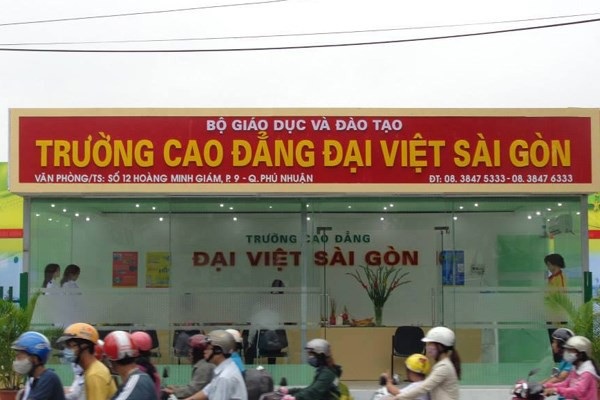 BỘ GIÁO DỤC VÀ ĐÀO TẠO
TRƯỜNG CAO ĐẲNG ĐẠI VIỆT SÀI GÒN
VĂN PHÒNG/TS: SỐ 12 HOÀNG MINH GIÁM, P. 9 - Q. PHÚ NHUẬN
ĐT: 08. 3847 5333 - 08. 3847 6333
TRƯỜNG CAO ĐẲNG
ĐẠI VIỆT SÀI GÒN